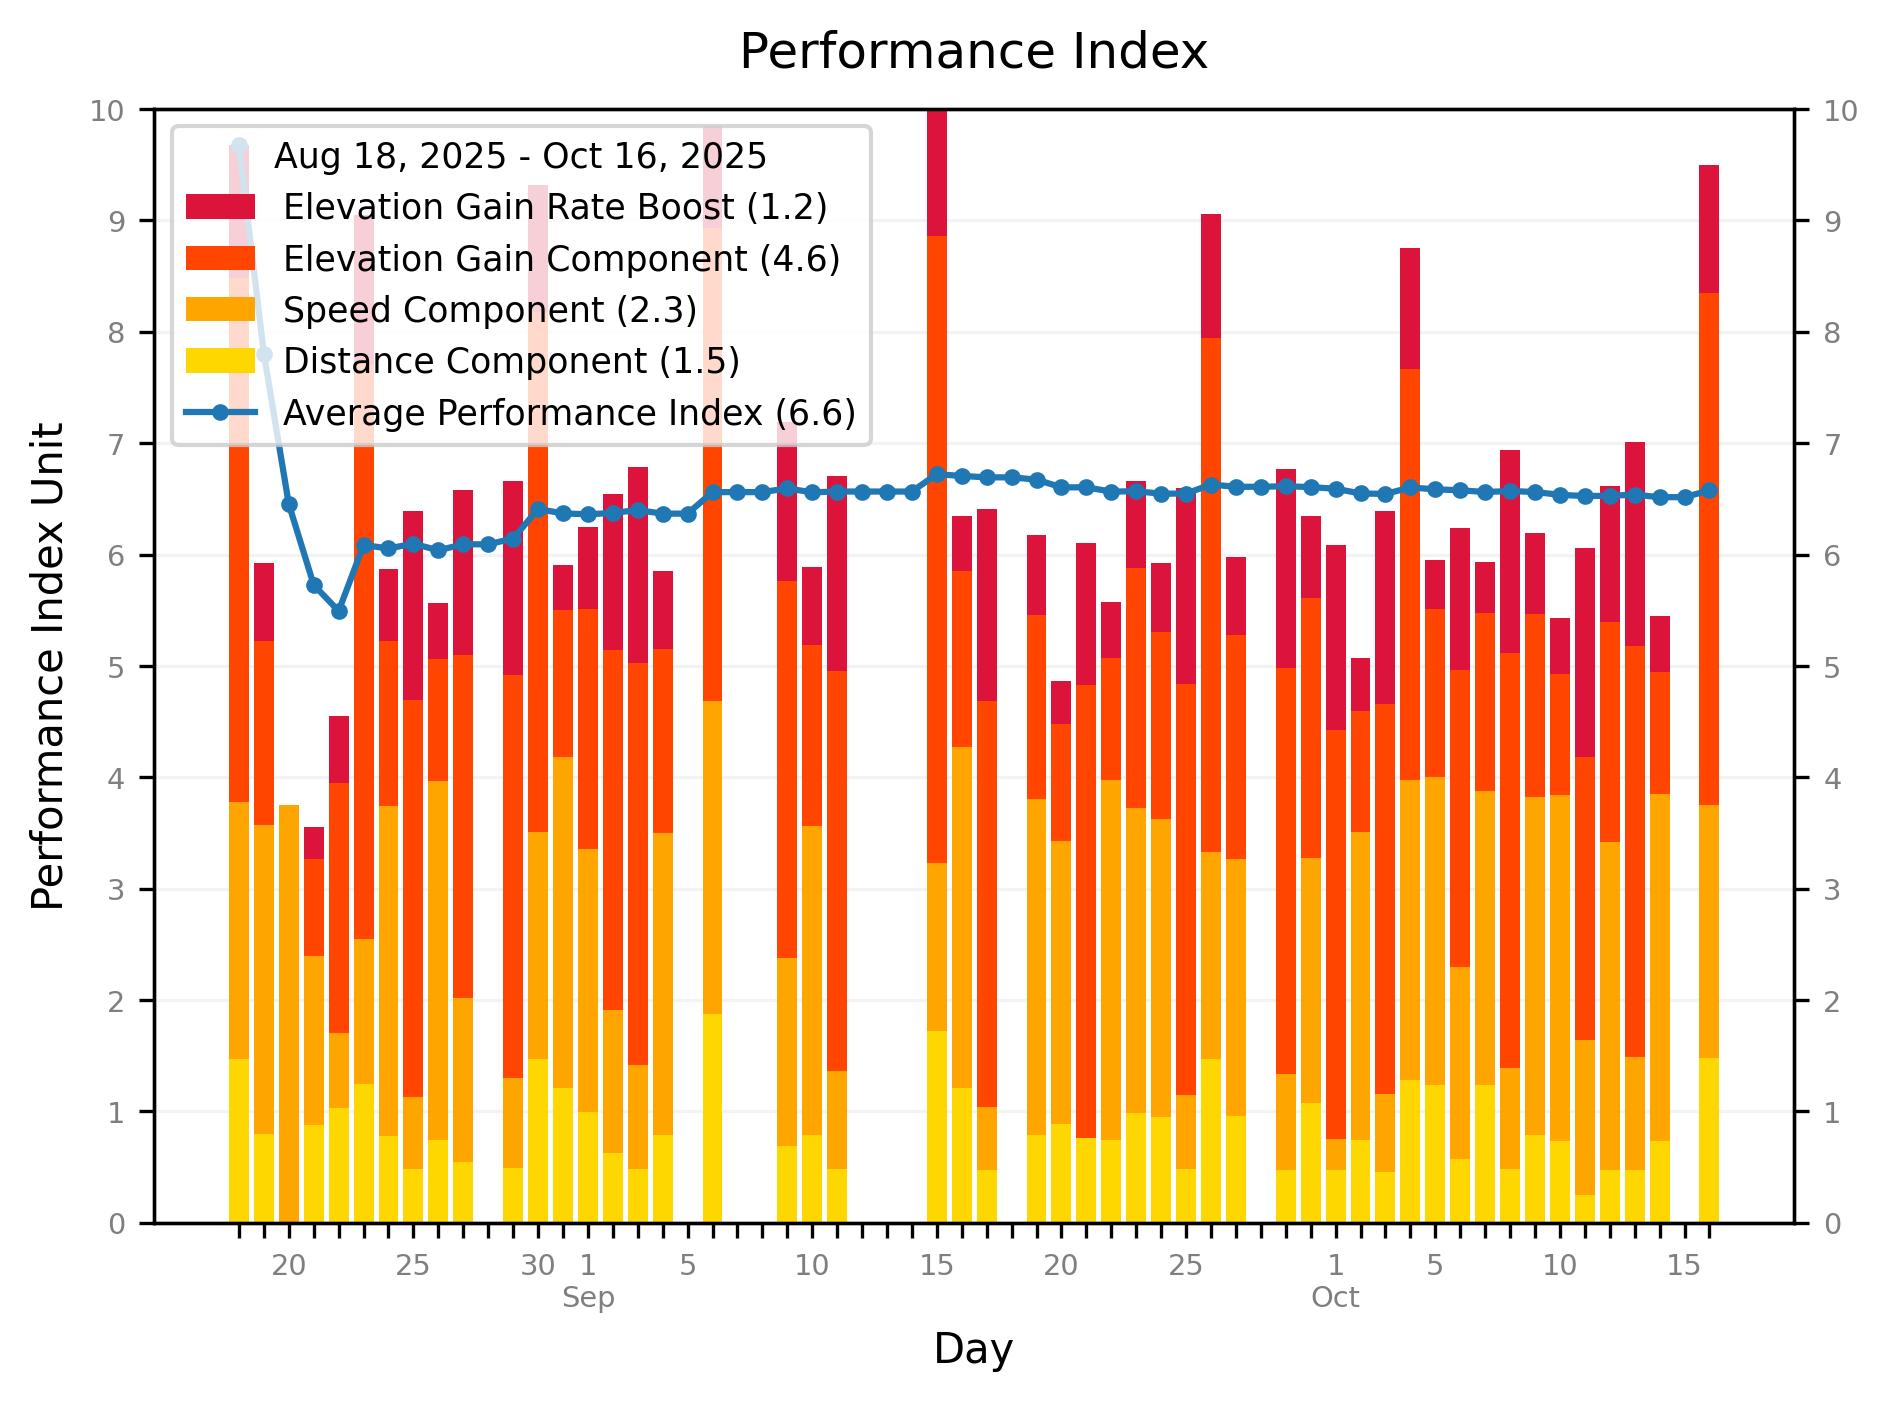 Performance Index
Aug 18, 2025 - Oct 16, 2025
Elevation Gain Rate Boost (1.2)
Elevation Gain Component (4.6)
Speed Component (2.3)
Distance Component (1.5)
Average Performance Index (6.6)
Performance Index Unit
10
9
8
7
6
5
4
3
2
1
0
10
9
8
7
6
5
4
3
2
1
0
20 25 30 1 5 10 15 20 25 1 5 10 15
Sep Oct
Day